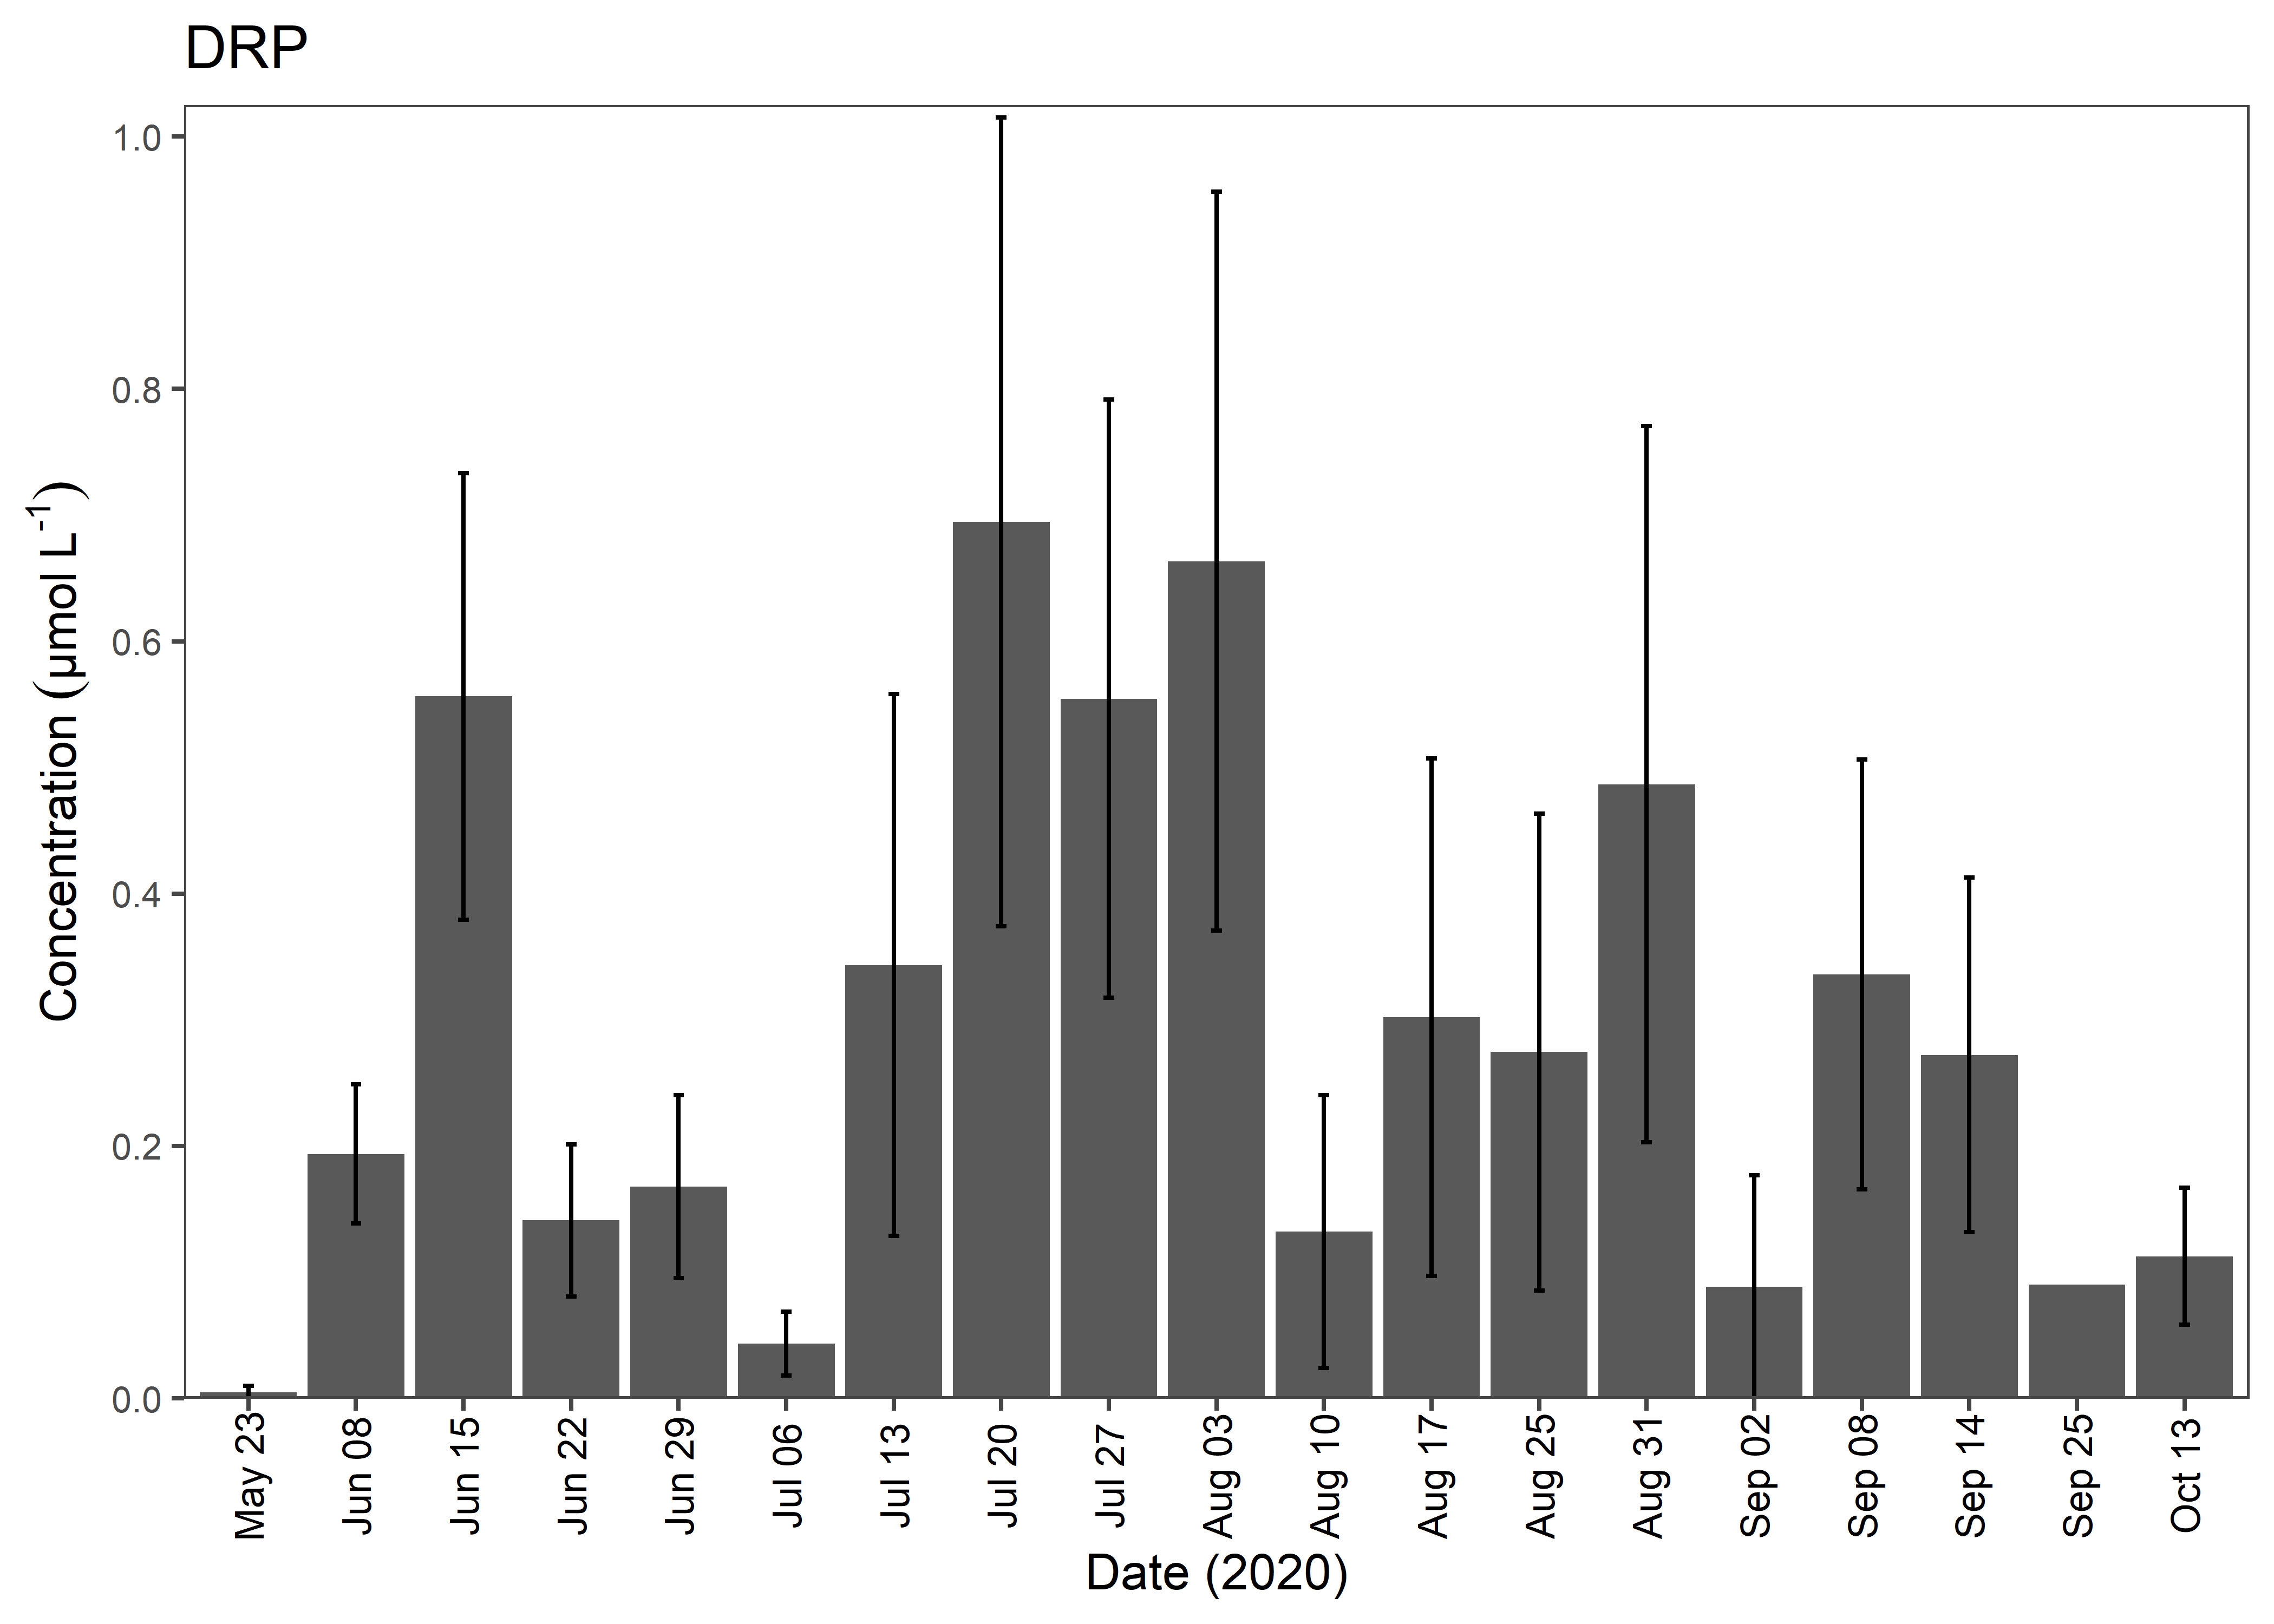 DRP
Concentration (µmol L⁻¹)
1.0
0.8
0.6
0.4
0.2
0.0
May 23
Jun 08
Jun 15
Jun 22
Jun 29
Jul 06
Jul 13
Jul 20
Jul 27
Aug 03
Aug 10
Aug 17
Aug 25
Aug 31
Sep 02
Sep 08
Sep 14
Sep 25
Oct 13
Date (2020)